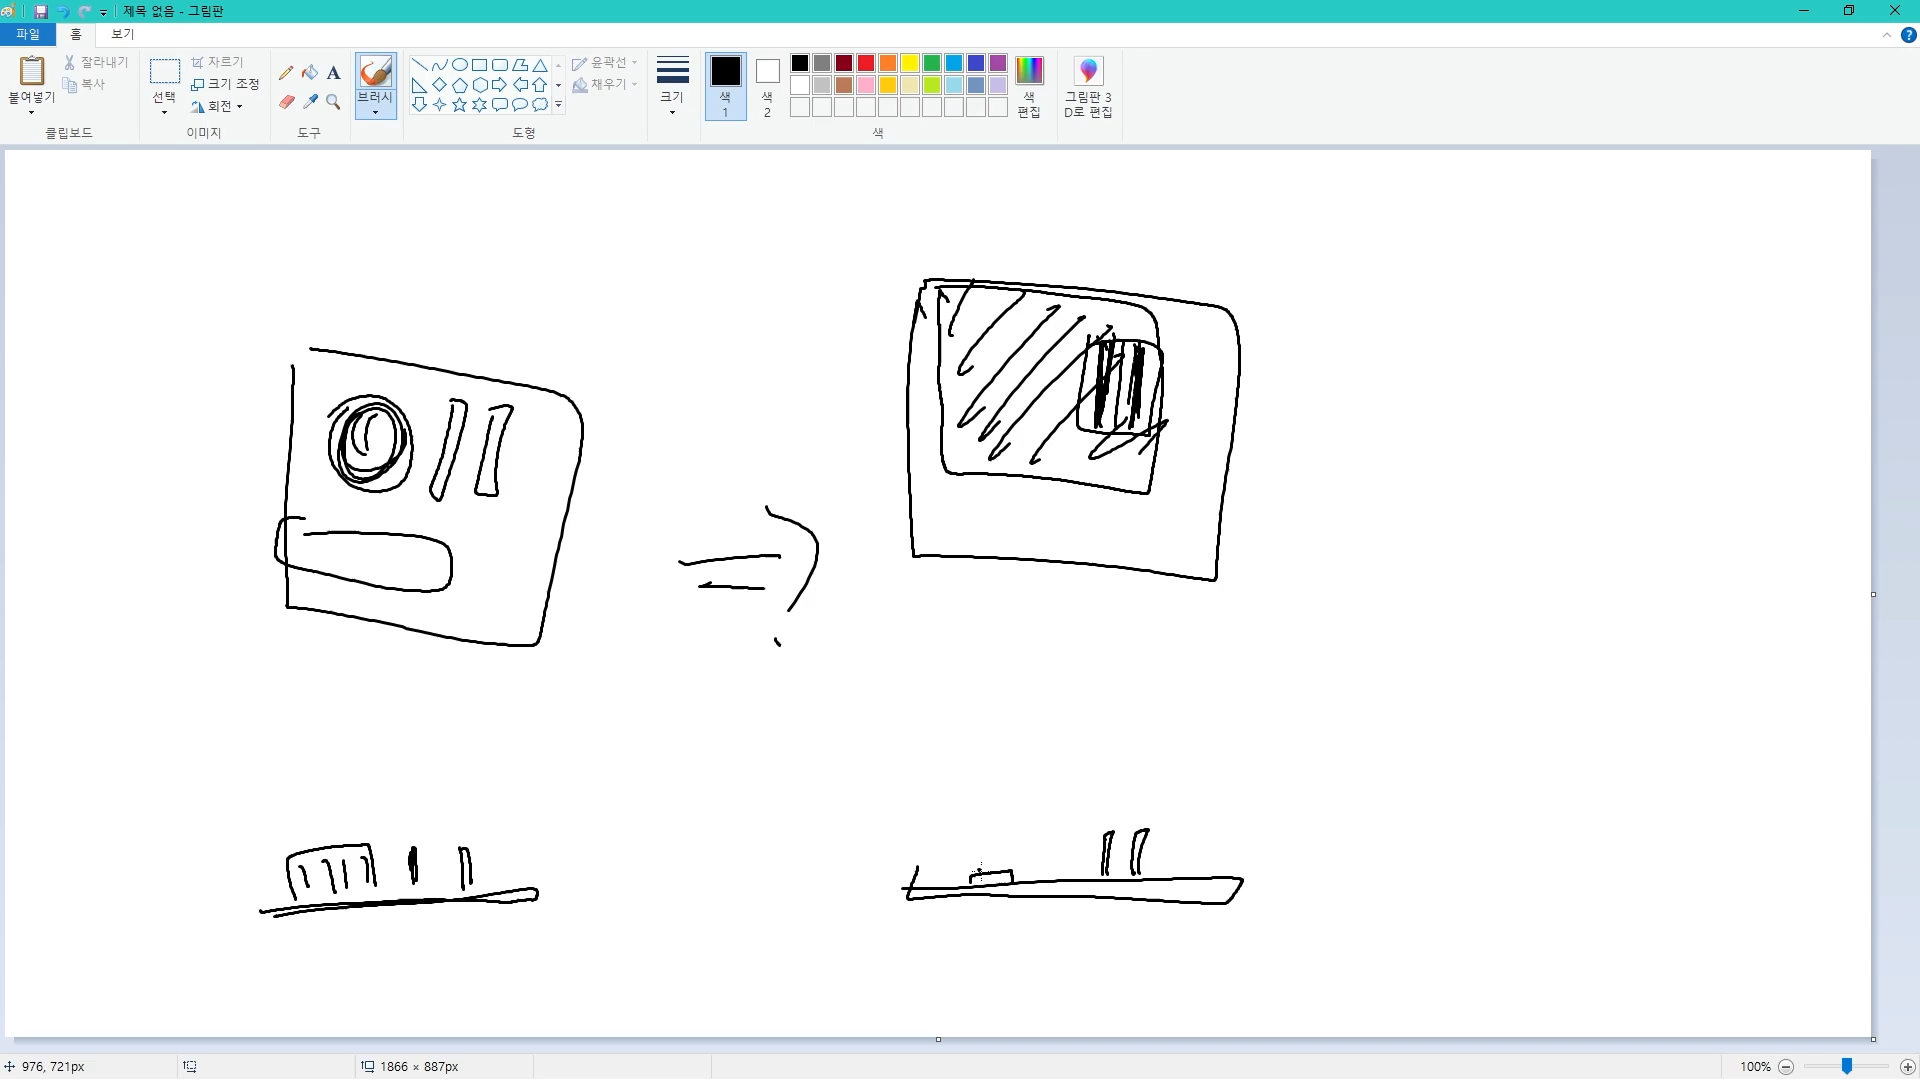 제목 없음 - 그림판
파일 홈 보기
붙여넣기 잘라내기 복사
클립보드
선택 자르기 크기 조정 회전
이미지
A
도구
브러시
윤곽선 채우기
도형
크기
색
1
색
2
색
편집
색
그림판 3
D로 편집
?
976, 721px
1866 × 887px
100%